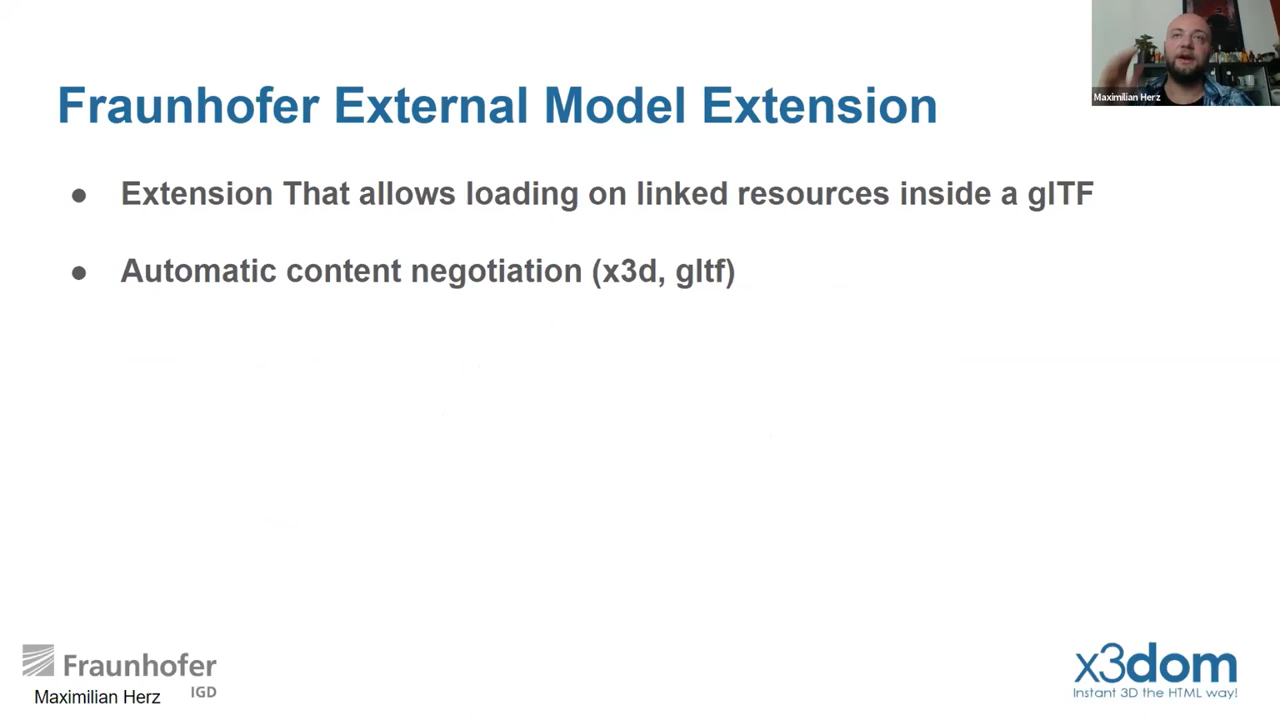 Maximilian Herz
Fraunhofer External Model Extension
● Extension That allows loading on linked resources inside a glTF
● Automatic content negotiation (x3d, gltf)
Fraunhofer
IGD
Maximilian Herz
x3dom
Instant 3D the HTML way!